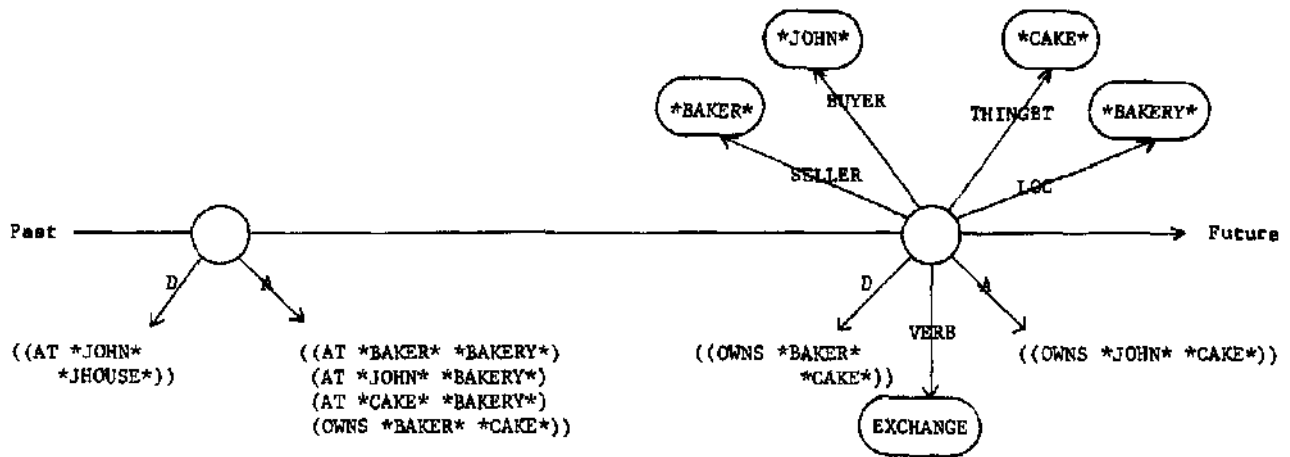 *JOHN*
*CAKE*
*BAKER*
*BAKERY*
BUYER
THINGBT
SELLER
LOC
Past
Future
D
A
D
A
VERB
((AT *JOHN*
*JHOUSE*))
((AT *BAKER* *BAKERY*)
(AT *JOHN* *BAKERY*)
(AT *CAKE* *BAKERY*)
(OWNS *BAKER* *CAKE*))
((OWNS *BAKER*
*CAKE*))
((OWNS *JOHN* *CAKE*))
EXCHANGE